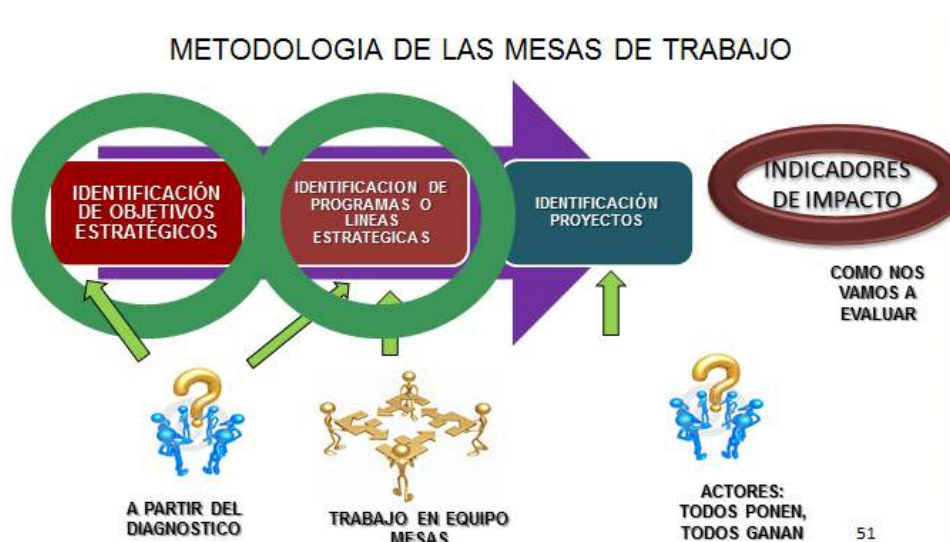 METODOLOGIA DE LAS MESAS DE TRABAJO
IDENTIFICACIÓN
DE OBJETIVOS
ESTRATÉGICOS
IDENTIFICACION DE
PROGRAMAS O
LINEAS
ESTRATEGICAS
IDENTIFICACIÓN
PROYECTOS
INDICADORES
DE IMPACTO
COMO NOS
VAMOS A
EVALUAR
A PARTIR DEL
DIAGNOSTICO
TRABAJO EN EQUIPO
MESAS
ACTORES:
TODOS PONEN,
TODOS GANAN
51